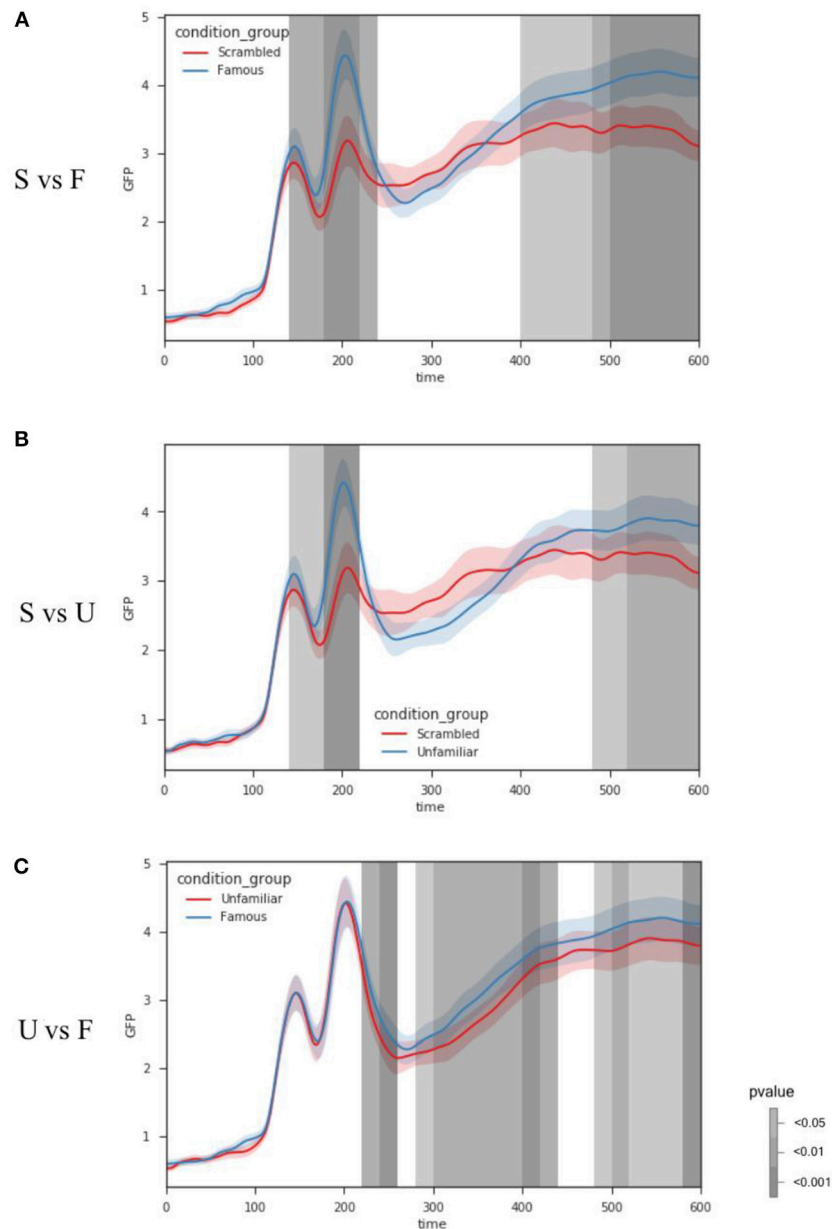 A
S vs F
condition_group
Scrambled
Famous
GFP
5
4
3
2
1
0 100 200 300 400 500 600
time
B
S vs U
condition_group
Scrambled
Unfamiliar
GFP
4
3
2
1
0 100 200 300 400 500 600
time
C
U vs F
condition_group
Unfamiliar
Famous
GFP
5
4
3
2
1
0 100 200 300 400 500 600
time
pvalue
<0.05
<0.01
<0.001